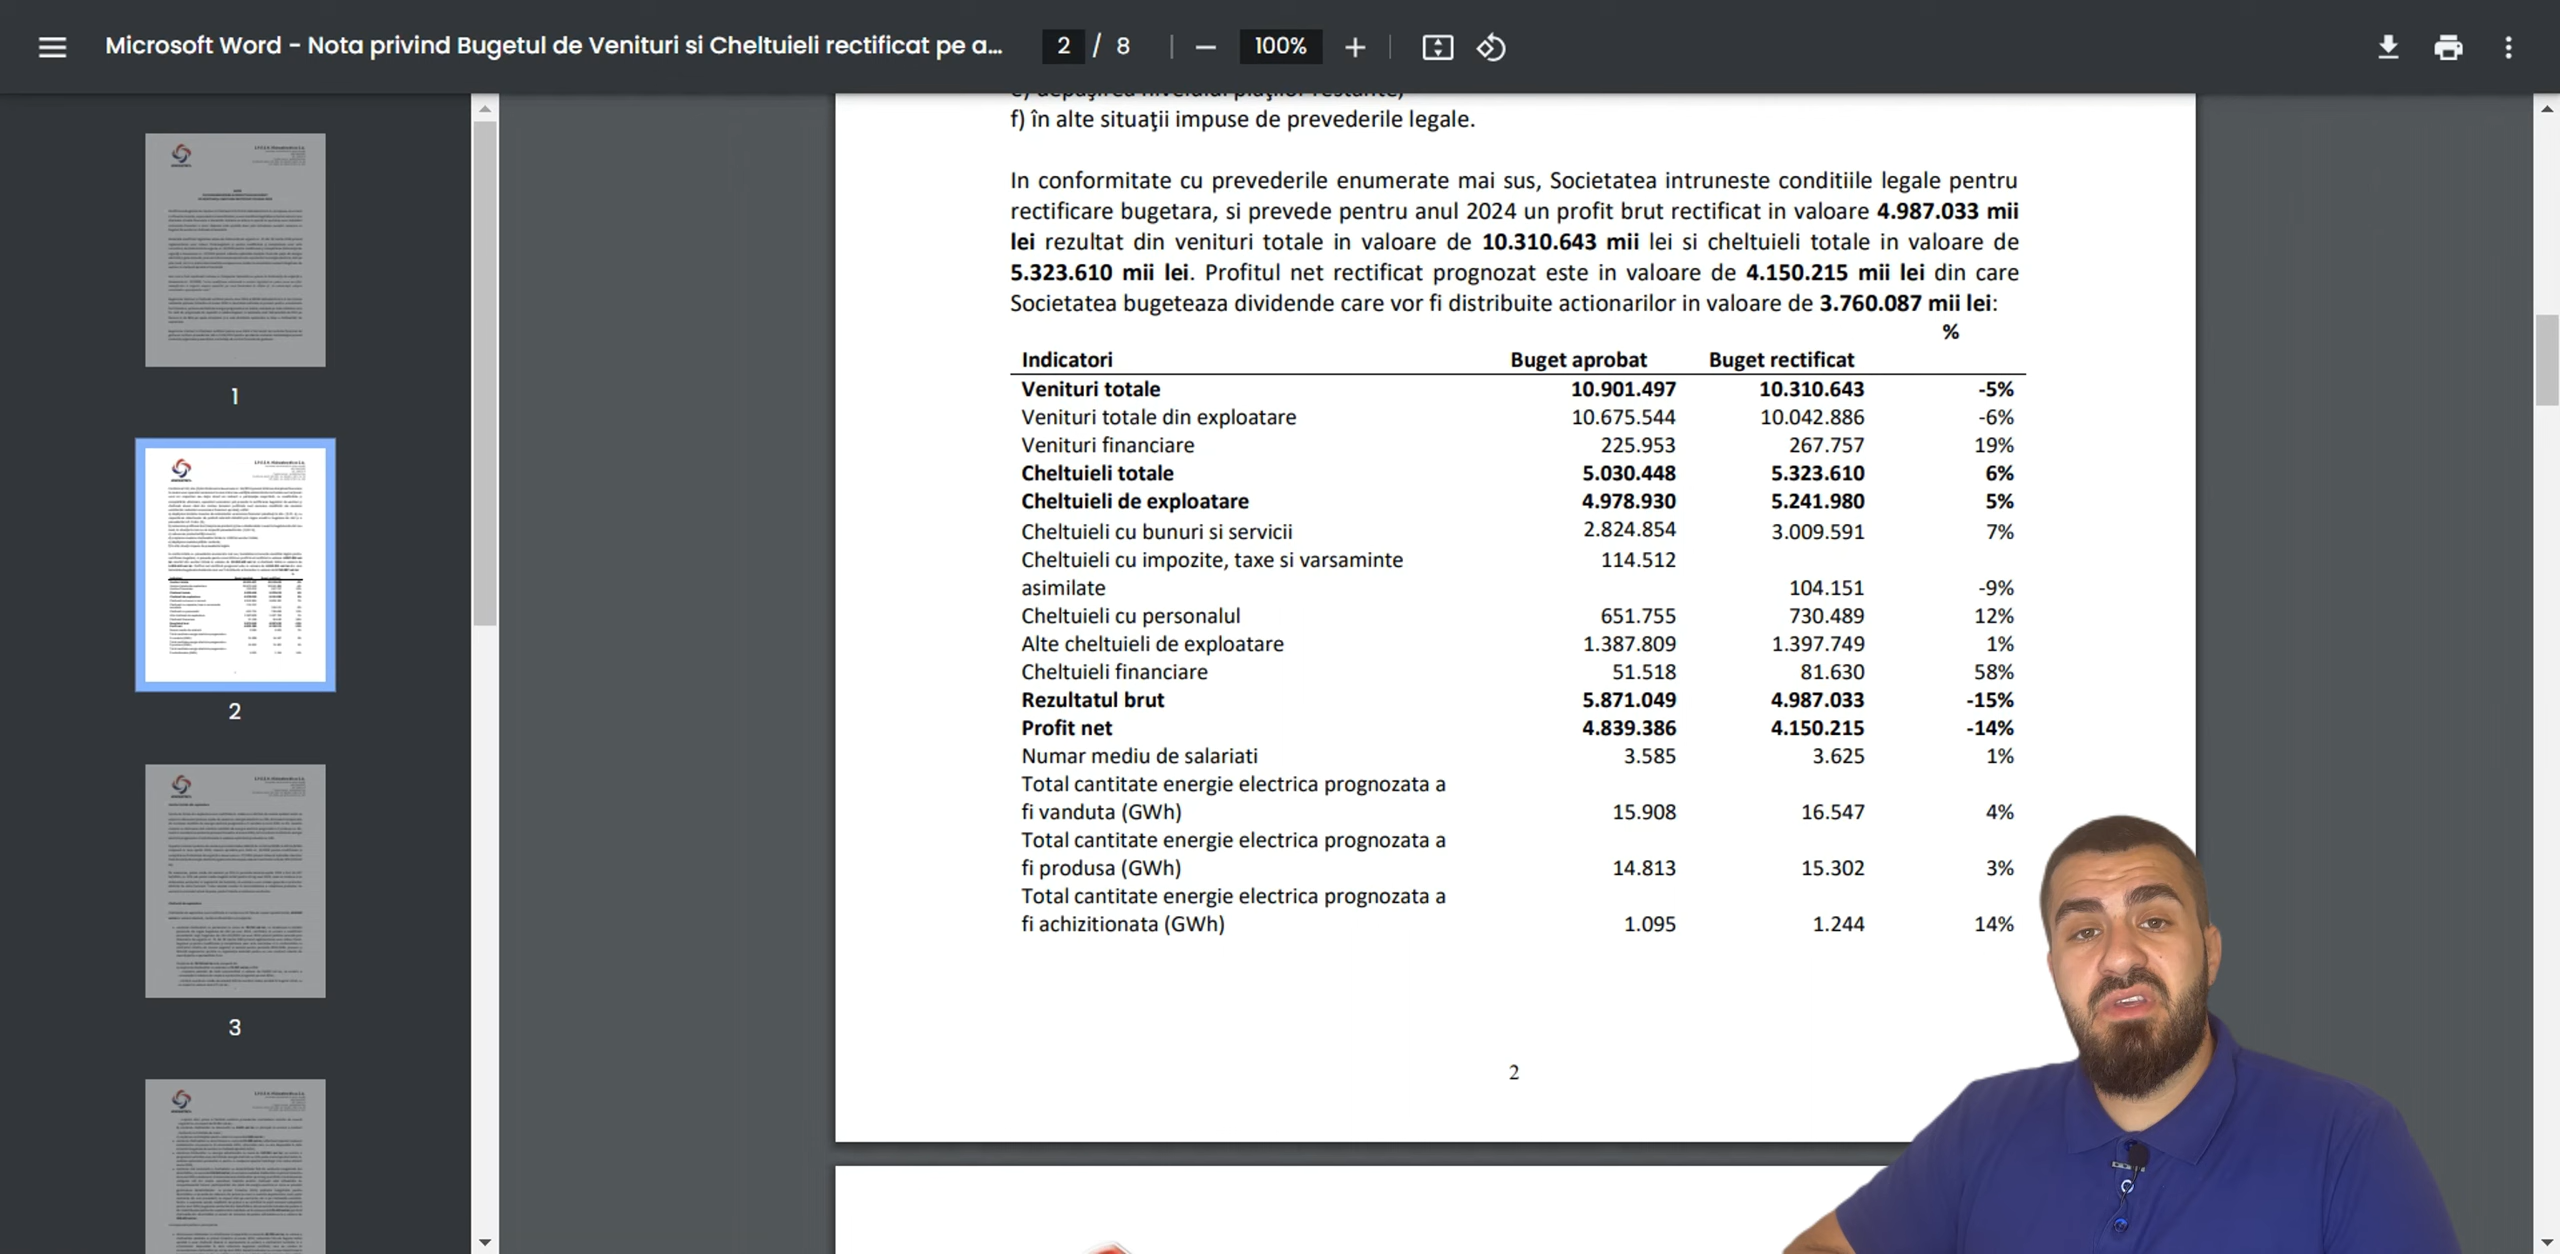 Microsoft Word - Nota privind Bugetul de Venituri si Cheltuieli rectificat pe a...
2 / 8
100%
1
2
3
f) în alte situaţii impuse de prevederile legale.
In conformitate cu prevederile enumerate mai sus, Societatea intruneste conditiile legale pentru
rectificare bugetara, si prevede pentru anul 2024 un profit brut rectificat in valoare 4.987.033 mii
lei rezultat din venituri totale in valoare de 10.310.643 mii lei si cheltuieli totale in valoare de
5.323.610 mii lei. Profitul net rectificat prognozat este in valoare de 4.150.215 mii lei din care
Societatea bugeteaza dividende care vor fi distribuite actionarilor in valoare de 3.760.087 mii lei:
%
Indicatori Buget aprobat Buget rectificat
Venituri totale 10.901.497 10.310.643 -5%
Venituri totale din exploatare 10.675.544 10.042.886 -6%
Venituri financiare 225.953 267.757 19%
Cheltuieli totale 5.030.448 5.323.610 6%
Cheltuieli de exploatare 4.978.930 5.241.980 5%
Cheltuieli cu bunuri si servicii 2.824.854 3.009.591 7%
Cheltuieli cu impozite, taxe si varsaminte 114.512
asimilate 104.151 -9%
Cheltuieli cu personalul 651.755 730.489 12%
Alte cheltuieli de exploatare 1.387.809 1.397.749 1%
Cheltuieli financiare 51.518 81.630 58%
Rezultatul brut 5.871.049 4.987.033 -15%
Profit net 4.839.386 4.150.215 -14%
Numar mediu de salariati 3.585 3.625 1%
Total cantitate energie electrica prognozata a
fi vanduta (GWh) 15.908 16.547 4%
Total cantitate energie electrica prognozata a
fi produsa (GWh) 14.813 15.302 3%
Total cantitate energie electrica prognozata a
fi achizitionata (GWh) 1.095 1.244 14%
2